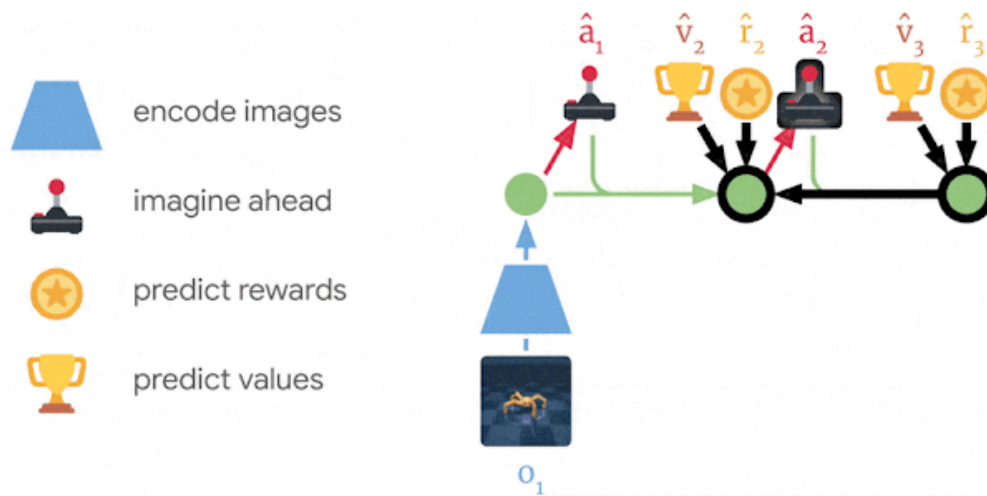 â₁ v̂₂ r̂₂ â₂ v̂₃ r̂₃
encode images
imagine ahead
predict rewards
predict values
o₁